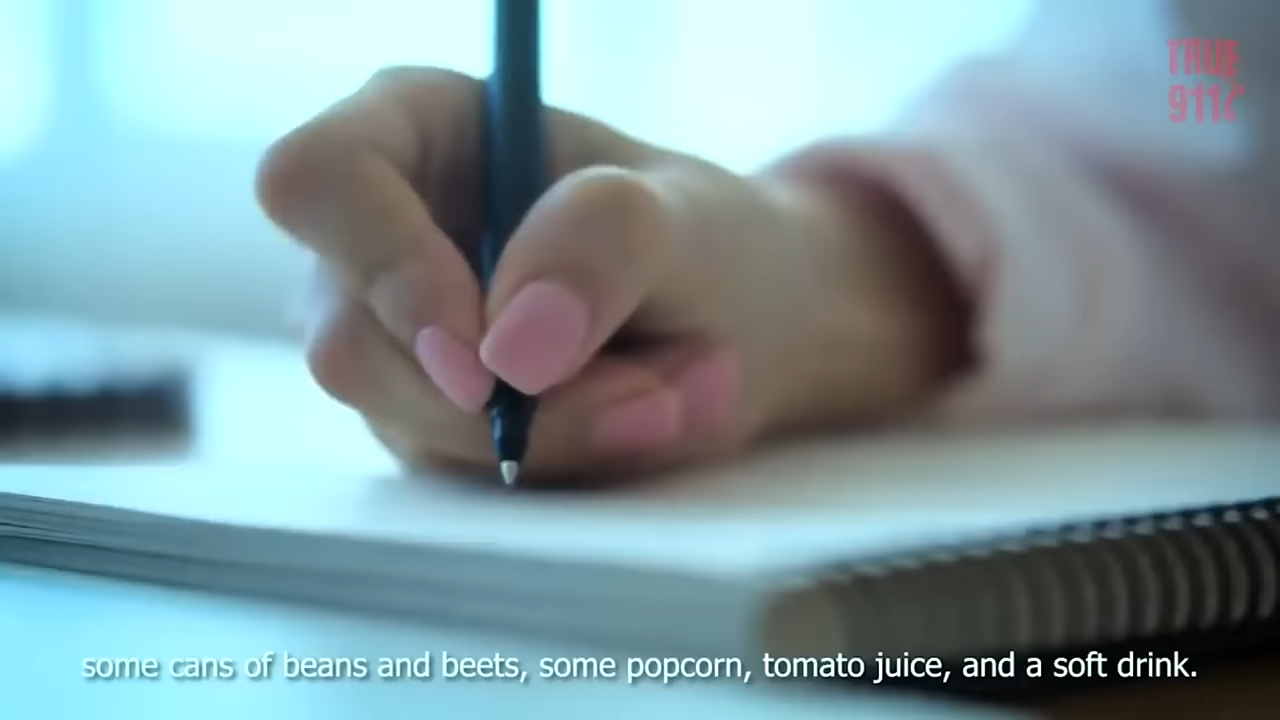 TRUE
911
some cans of beans and beets, some popcorn, tomato juice, and a soft drink.